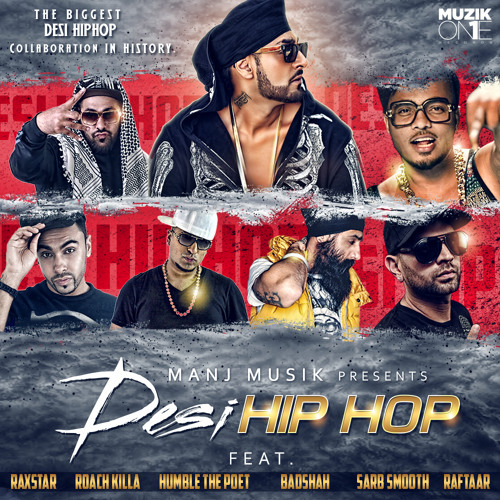 THE BIGGEST
DESI HIPHOP
COLLABORATION IN HISTORY.
MUZIK
ONE
MANJ MUSIK PRESENTS
Desi HIP HOP
FEAT.
RAXSTAR ROACH KILLA HUMBLE THE POET BADSHAH SARB SMOOTH RAFTAAR